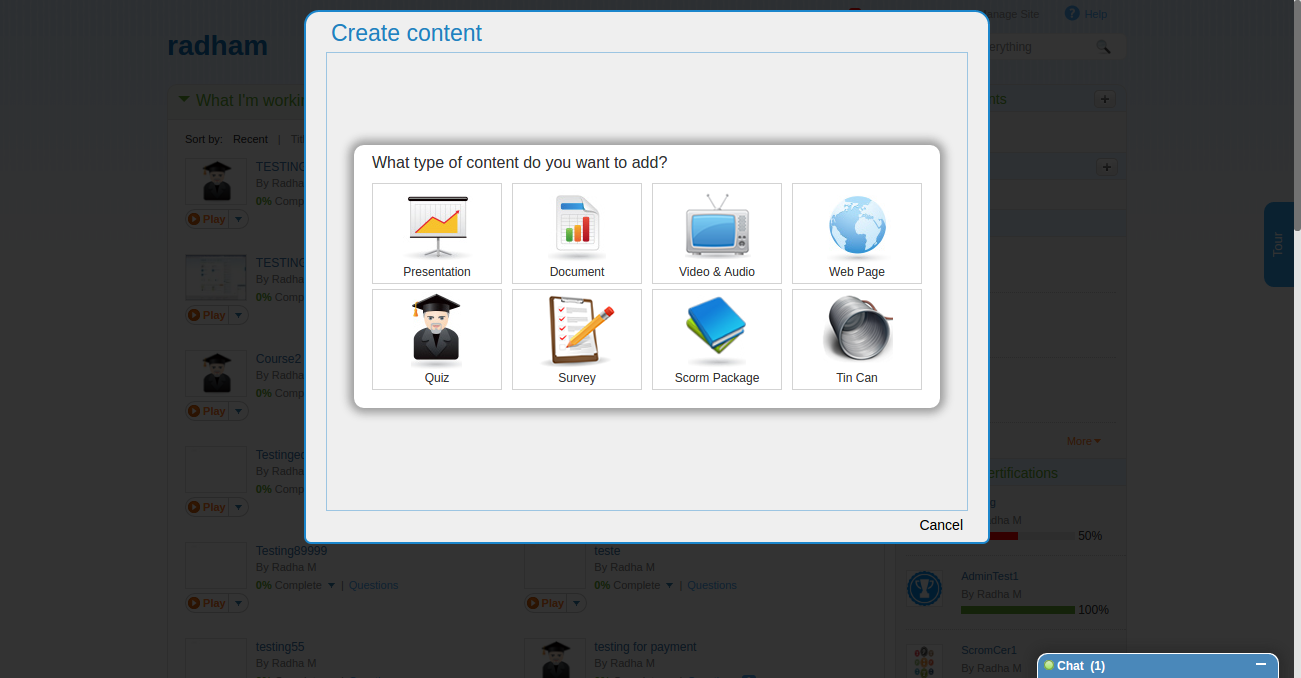 Create content
Manage Site
Help
radham
erything
What I'm workin
nts
Sort by: Recent | Titl
What type of content do you want to add?
TESTING
By Radha
0% Comp
Play
Presentation
Document
Video & Audio
Web Page
Tour
TESTING
By Radha
0% Comp
Play
Quiz
Survey
Scorm Package
Tin Can
Course2
By Radha
0% Comp
Play
More
Testinged
By Radha
0% Comp
Play
ertifications
g
dha M
50%
Cancel
Testing89999
By Radha M
0% Complete | Questions
Play
teste
By Radha M
0% Complete | Questions
Play
AdminTest1
By Radha M
100%
testing55
By Radha M
testing for payment
By Radha M
ScromCer1
By Radha M
Chat (1)